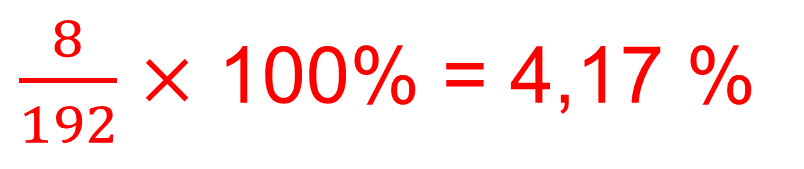 8/192 × 100% = 4,17 %